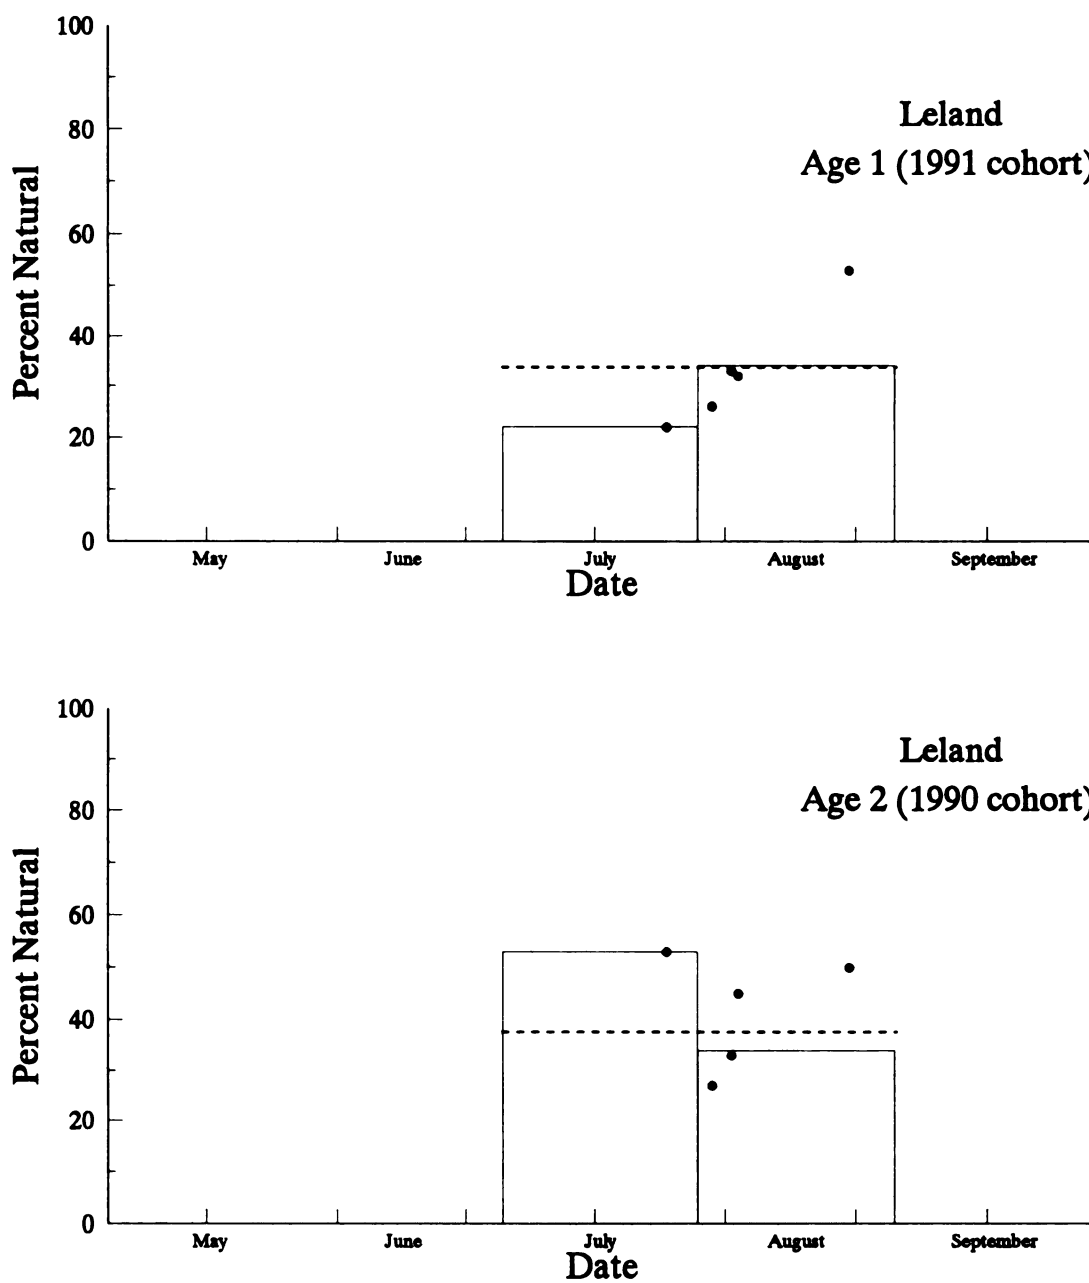 100
80
60
40
20
0
Percent Natural
Leland
Age 1 (1991 cohort)
May June July August September
Date
100
80
60
40
20
0
Percent Natural
Leland
Age 2 (1990 cohort)
May June July August September
Date